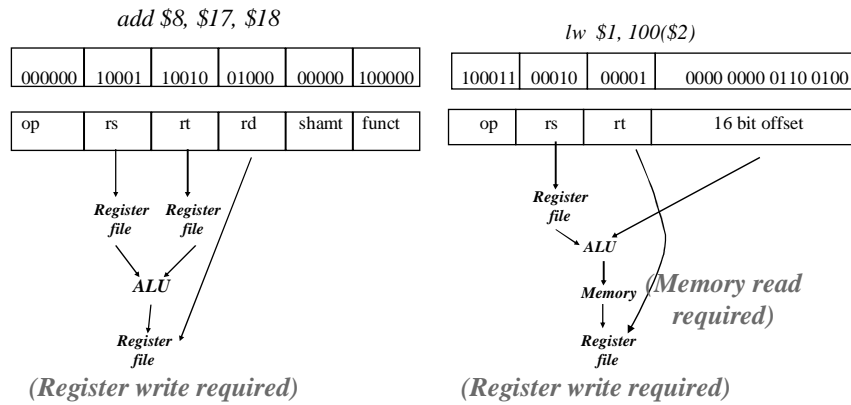 add $8, $17, $18
000000 10001 10010 01000 00000 100000
op rs rt rd shamt funct
Register file
Register file
ALU
Register file
(Register write required)
lw $1, 100($2)
100011 00010 00001 0000 0000 0110 0100
op rs rt 16 bit offset
Register file
ALU
Memory
(Memory read required)
Register file
(Register write required)